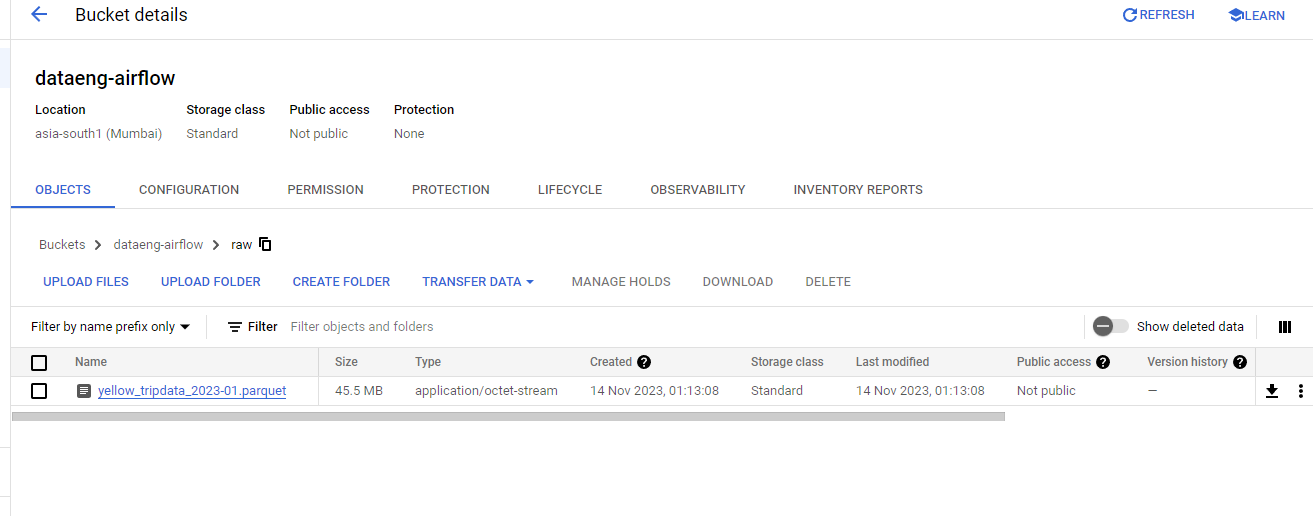 Bucket details REFRESH LEARN
dataeng-airflow
Location Storage class Public access Protection
asia-south1 (Mumbai) Standard Not public None
OBJECTS CONFIGURATION PERMISSION PROTECTION LIFECYCLE OBSERVABILITY INVENTORY REPORTS
Buckets dataeng-airflow raw
UPLOAD FILES UPLOAD FOLDER CREATE FOLDER TRANSFER DATA MANAGE HOLDS DOWNLOAD DELETE
Filter by name prefix only Filter Filter objects and folders Show deleted data
Name Size Type Created Storage class Last modified Public access Version history
yellow_tripdata_2023-01.parquet 45.5 MB application/octet-stream 14 Nov 2023, 01:13:08 Standard 14 Nov 2023, 01:13:08 Not public —